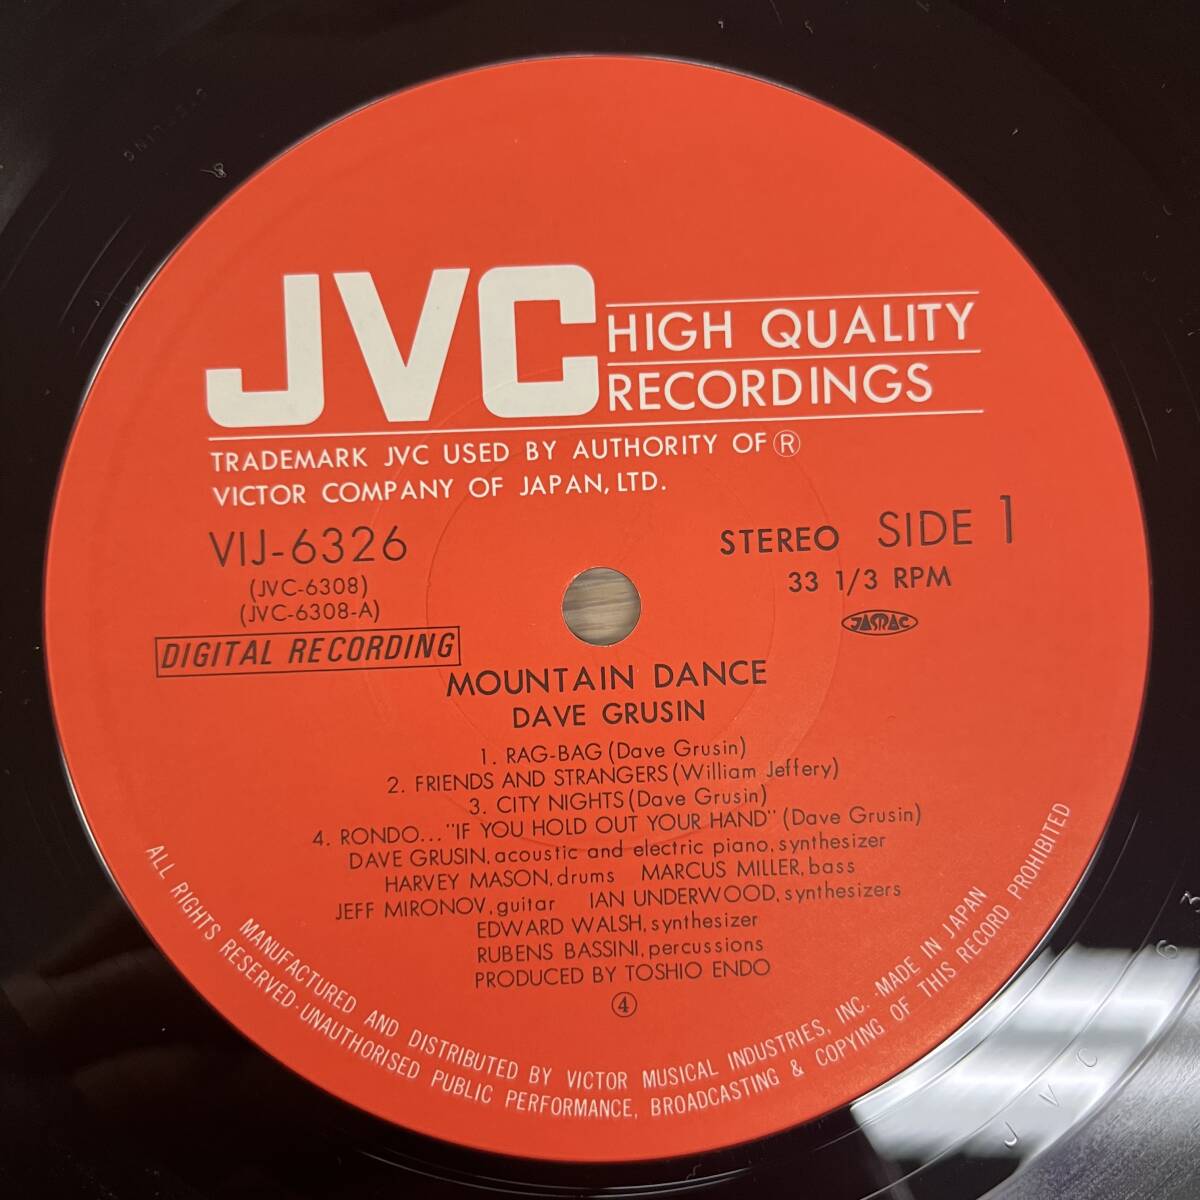 JVC
HIGH QUALITY
RECORDINGS
TRADEMARK JVC USED BY AUTHORITY OF Ⓡ
VICTOR COMPANY OF JAPAN, LTD.
VIJ-6326
(JVC-6308)
(JVC-6308-A)
STEREO SIDE 1
33 1/3 RPM
JASRAC
DIGITAL RECORDING
MOUNTAIN DANCE
DAVE GRUSIN
1. RAG-BAG (Dave Grusin)
2. FRIENDS AND STRANGERS (William Jeffery)
3. CITY NIGHTS (Dave Grusin)
4. RONDO... "IF YOU HOLD OUT YOUR HAND" (Dave Grusin)
DAVE GRUSIN, acoustic and electric piano, synthesizer
HARVEY MASON, drums MARCUS MILLER, bass
JEFF MIRONOV, guitar IAN UNDERWOOD, synthesizers
EDWARD WALSH, synthesizer
RUBENS BASSINI, percussions
PRODUCED BY TOSHIO ENDO
④
MANUFACTURED AND DISTRIBUTED BY VICTOR MUSICAL INDUSTRIES, INC. · MADE IN JAPAN
ALL RIGHTS RESERVED · UNAUTHORISED PUBLIC PERFORMANCE, BROADCASTING & COPYING OF THIS RECORD PROHIBITED
J V C 6 3